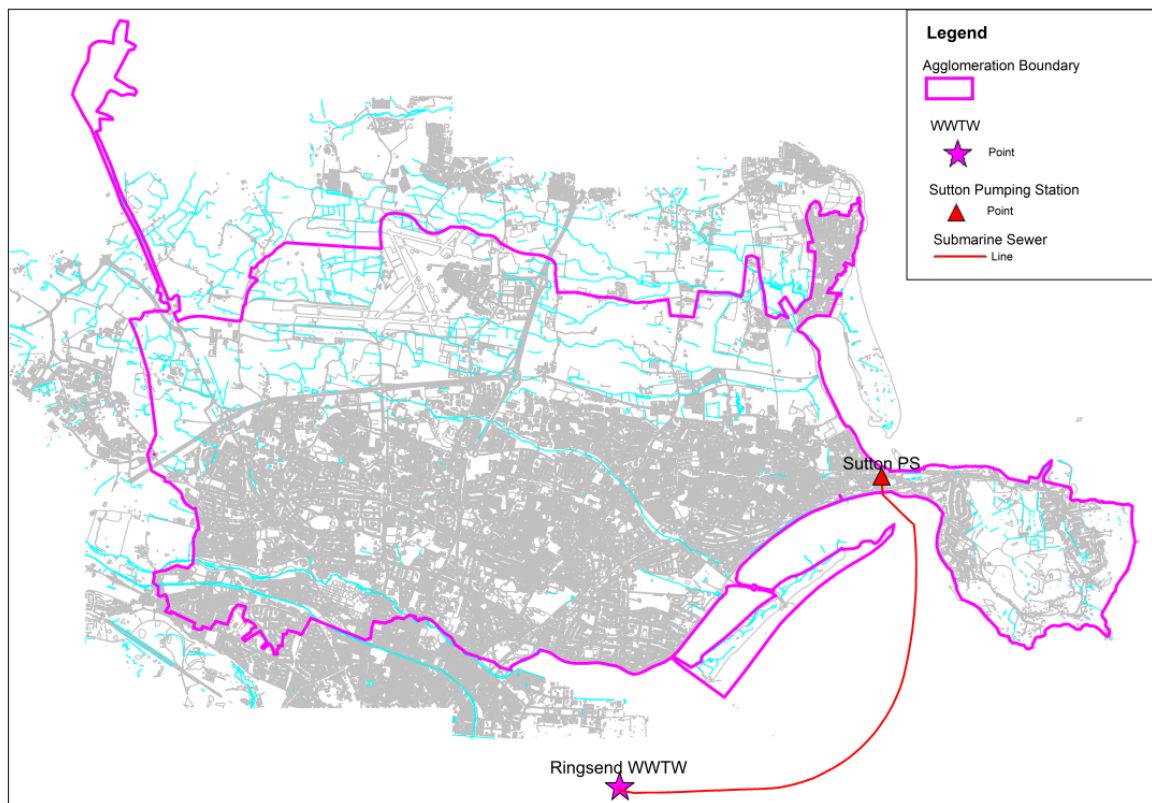 Legend
Agglomeration Boundary
WWTW
Point
Sutton Pumping Station
Point
Submarine Sewer
Line
Sutton PS
Ringsend WWTW